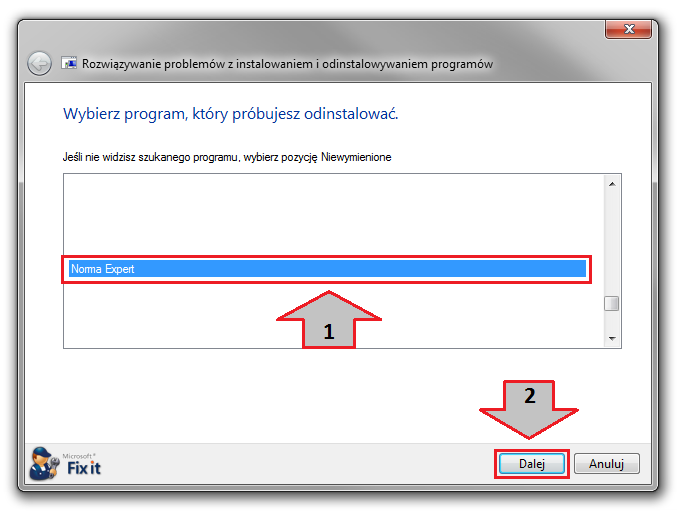 Rozwiązywanie problemów z instalowaniem i odinstalowywaniem programów
Wybierz program, który próbujesz odinstalować.
Jeśli nie widzisz szukanego programu, wybierz pozycję Niewymienione
Norma Expert
1
2
Microsoft®
Fix it
Dalej
Anuluj